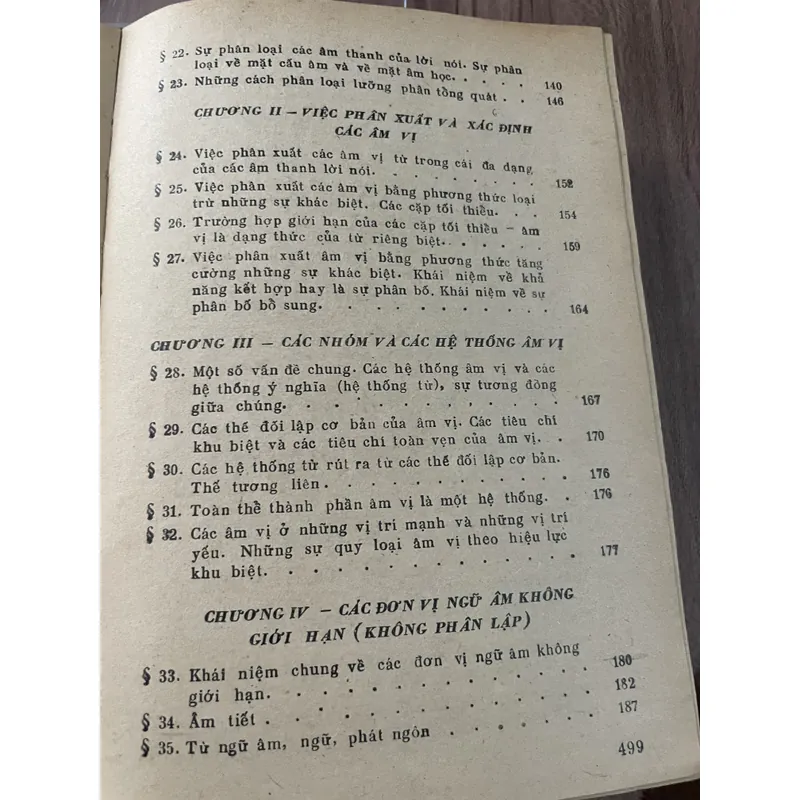 § 22. Sự phân loại các âm thanh của lời nói. Sự phân
loại về mặt cấu âm và về mặt âm học. . . . . 140
§ 23. Những cách phân loại lưỡng phân tổng quát . . 146
CHƯƠNG II – VIỆC PHÂN XUẤT VÀ XÁC ĐỊNH
CÁC ÂM VỊ
§ 24. Việc phân xuất các âm vị từ trong cái đa dạng
của các âm thanh lời nói. . . . . . . . . 152
§ 25. Việc phân xuất các âm vị bằng phương thức loại
trừ những sự khác biệt. Các cặp tối thiểu. . . 154
§ 26. Trường hợp giới hạn của các cặp tối thiểu – âm
vị là dạng thức của từ riêng biệt. . . . . . 159
§ 27. Việc phân xuất âm vị bằng phương thức tăng
cường những sự khác biệt. Khái niệm về khả
năng kết hợp hay là sự phân bố. Khái niệm về sự
phân bố bổ sung. . . . . . . . . . . 164
CHƯƠNG III – CÁC NHÓM VÀ CÁC HỆ THỐNG ÂM VỊ
§ 28. Một số vấn đề chung. Các hệ thống âm vị và các
hệ thống ý nghĩa (hệ thống từ), sự tương đồng
giữa chúng. . . . . . . . . . . . . 167
§ 29. Các thế đối lập cơ bản của âm vị. Các tiêu chí
khu biệt và các tiêu chí toàn vẹn của âm vị. . 170
§ 30. Các hệ thống từ rút ra từ các thế đối lập cơ bản.
Thế tương liên . . . . . . . . . . . 176
§ 31. Toàn thể thành phần âm vị là một hệ thống. . 176
§ 32. Các âm vị ở những vị trí mạnh và những vị trí
yếu. Những sự quy loại âm vị theo hiệu lực
khu biệt. . . . . . . . . . . . . . 177
CHƯƠNG IV – CÁC ĐƠN VỊ NGỮ ÂM KHÔNG
GIỚI HẠN (KHÔNG PHÂN LẬP)
§ 33. Khái niệm chung về các đơn vị ngữ âm không
giới hạn. . . . . . . . . . . . . . 180
§ 34. Âm tiết . . . . . . . . . . . . . . 182
§ 35. Từ ngữ âm, ngữ, phát ngôn . . . . . . 187
499